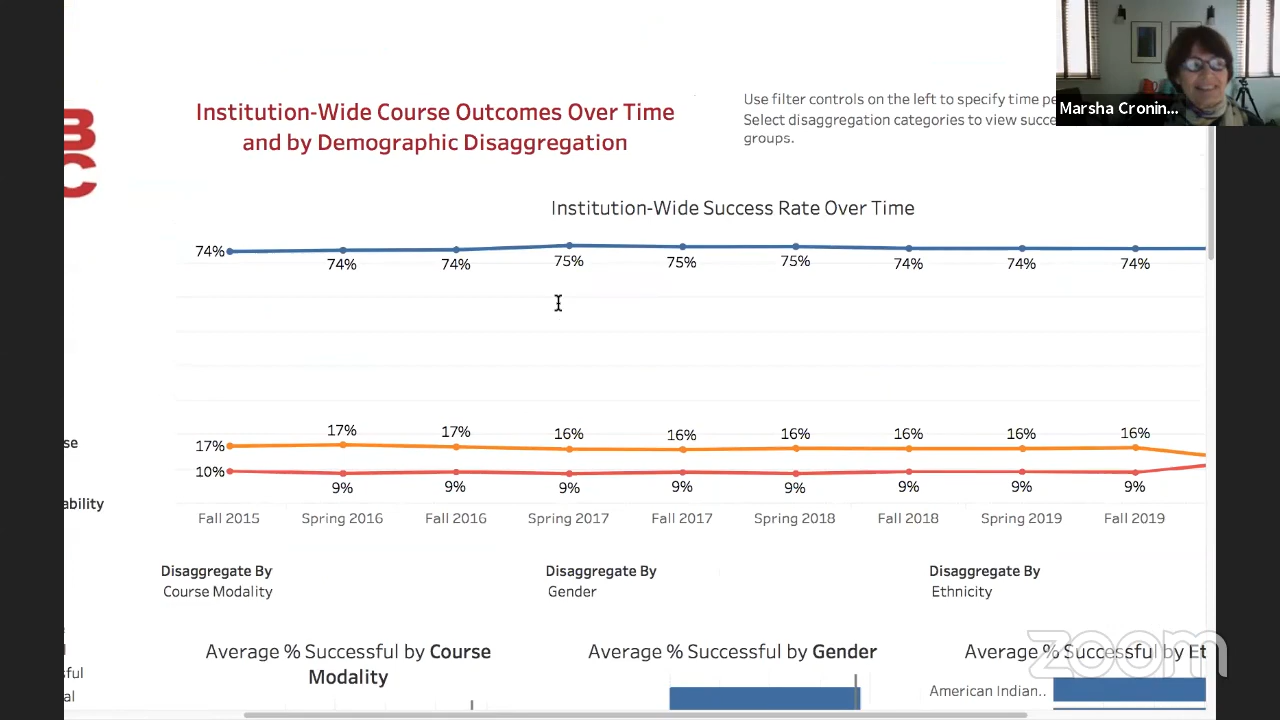 B
C
Institution-Wide Course Outcomes Over Time
and by Demographic Disaggregation
Use filter controls on the left to specify time pe
Select disaggregation categories to view succe
groups.
Marsha Cronin...
Institution-Wide Success Rate Over Time
74%
74%
74%
75%
75%
75%
74%
74%
74%
17%
17%
17%
16%
16%
16%
16%
16%
16%
10%
9%
9%
9%
9%
9%
9%
9%
9%
se
ability
Fall 2015
Spring 2016
Fall 2016
Spring 2017
Fall 2017
Spring 2018
Fall 2018
Spring 2019
Fall 2019
Disaggregate By
Course Modality
Disaggregate By
Gender
Disaggregate By
Ethnicity
sful
al
Average % Successful by Course
Modality
Average % Successful by Gender
Average % Successful by Et
American Indian..
zoom